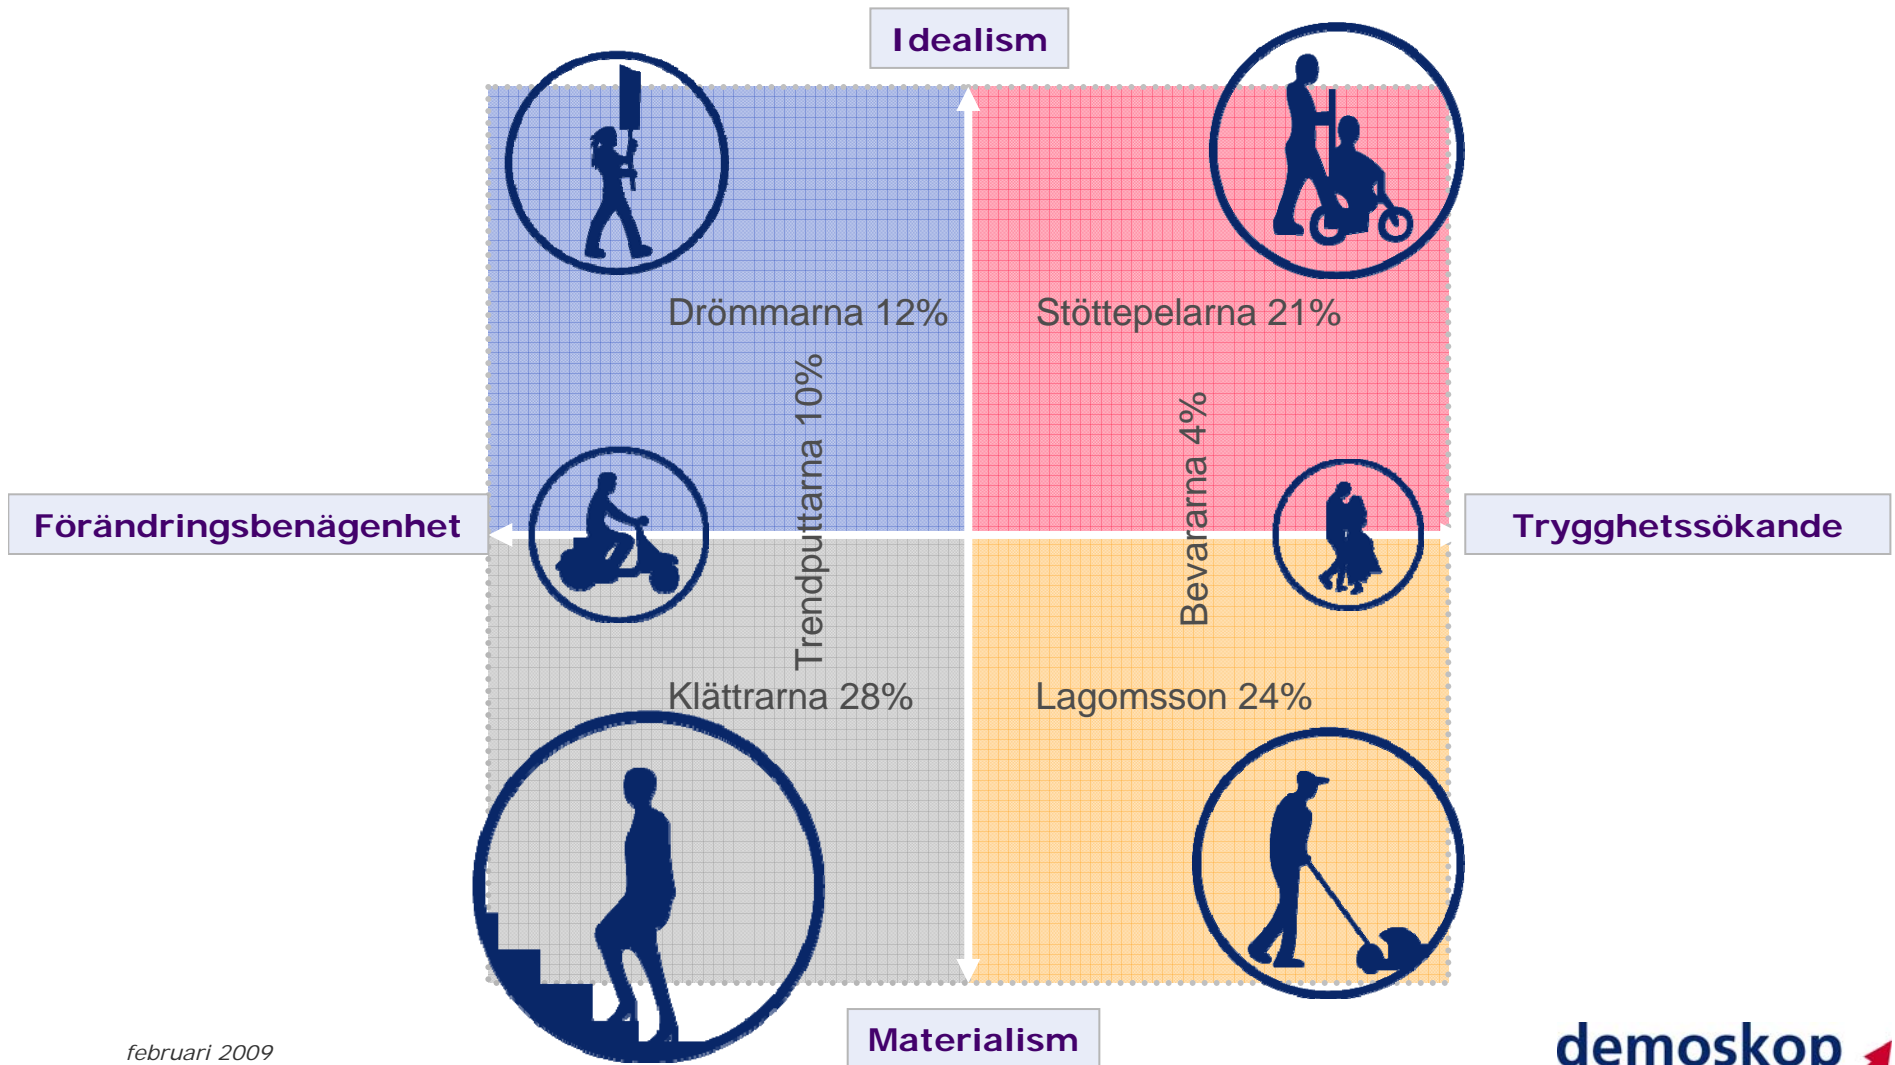 Idealism
Drömmarna 12%
Stöttepelarna 21%
Trendputtarna 10%
Bevararna 4%
Förändringsbenägenhet
Trygghetssökande
Klättrarna 28%
Lagomsson 24%
Materialism
februari 2009
demoskop